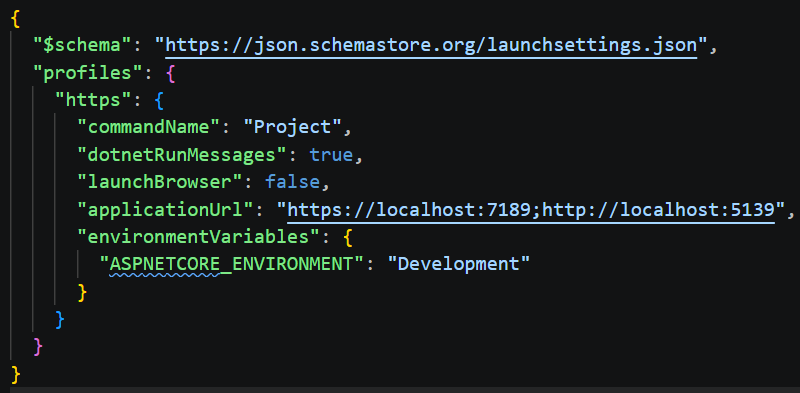 {
"$schema": "https://json.schemastore.org/launchsettings.json",
"profiles": {
"https": {
"commandName": "Project",
"dotnetRunMessages": true,
"launchBrowser": false,
"applicationUrl": "https://localhost:7189;http://localhost:5139",
"environmentVariables": {
"ASPNETCORE_ENVIRONMENT": "Development"
}
}
}
}